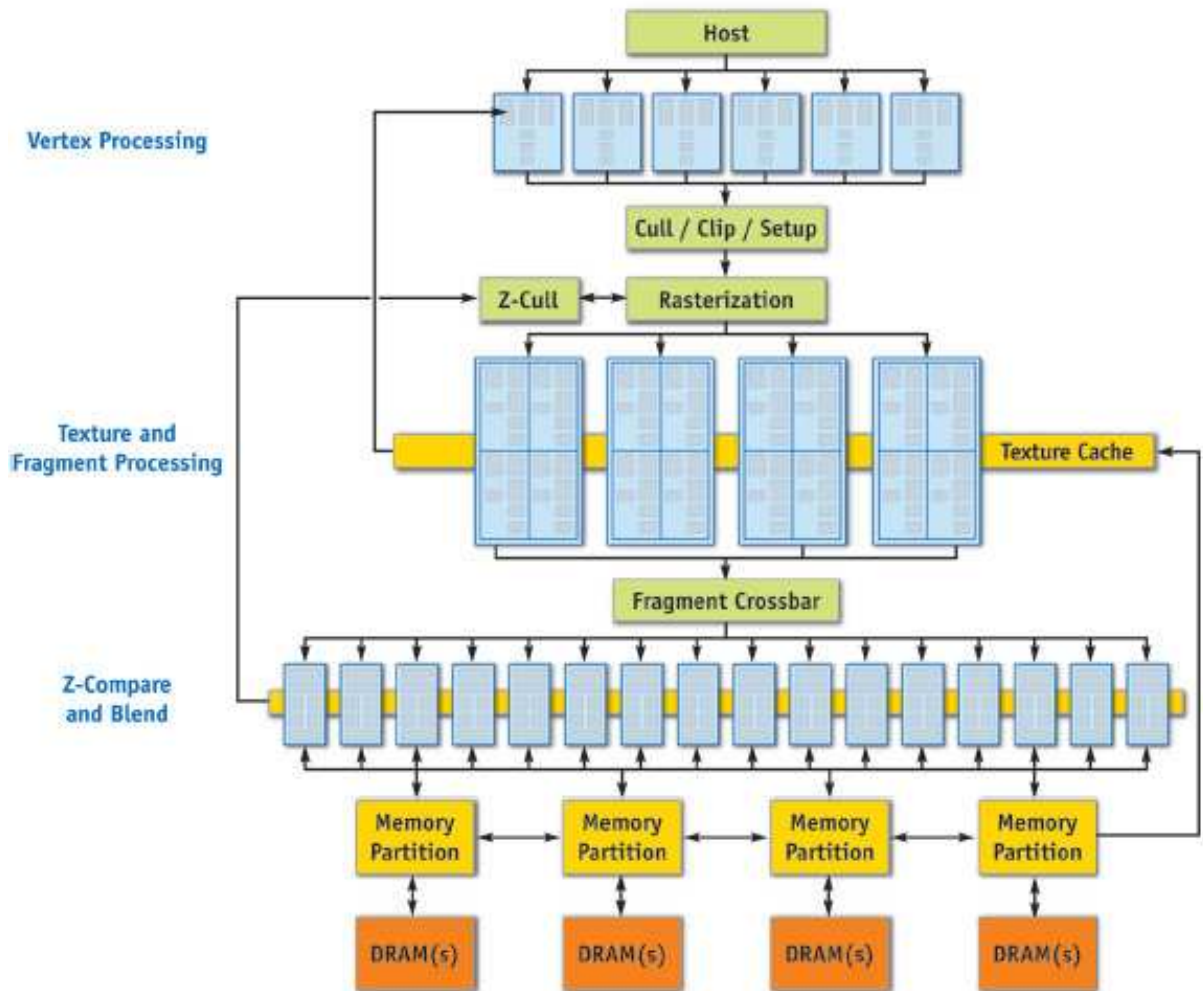 Host
Vertex Processing
Cull / Clip / Setup
Z-Cull
Rasterization
Texture and
Fragment Processing
Texture Cache
Fragment Crossbar
Z-Compare
and Blend
Memory
Partition
Memory
Partition
Memory
Partition
Memory
Partition
DRAM(s)
DRAM(s)
DRAM(s)
DRAM(s)